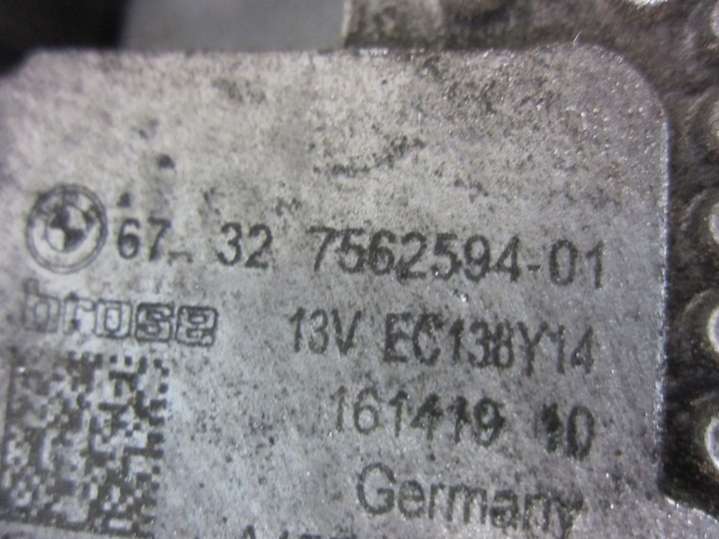 67 32 7562594-01
brose 13V EC138Y14
161419 10
Germany